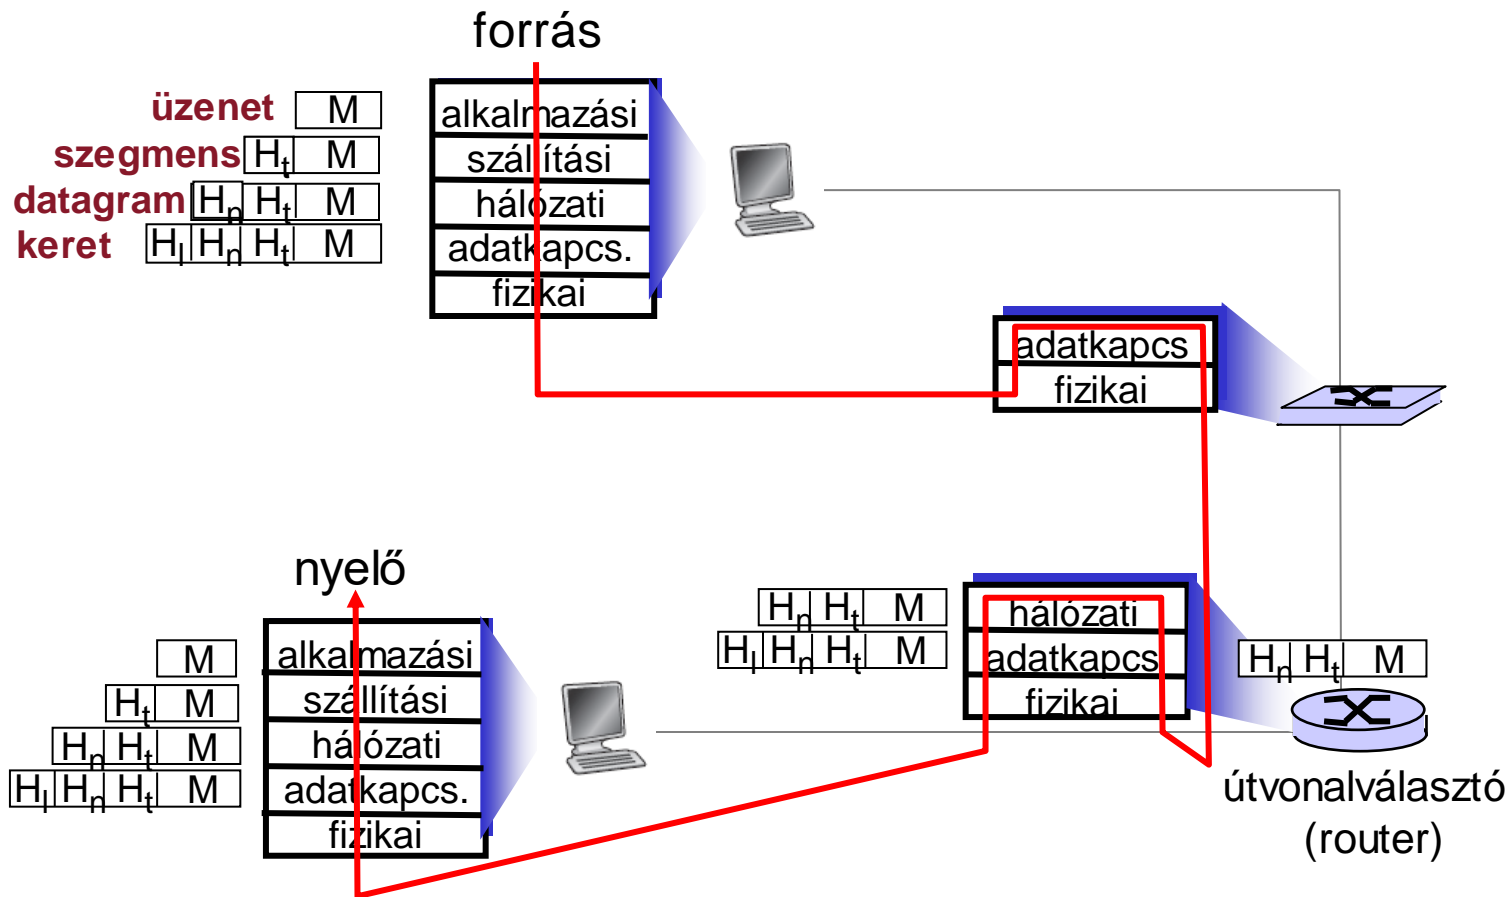 forrás
üzenet M
szegmens Ht M
datagram Hn Ht M
keret Hl Hn Ht M
alkalmazási
szállítási
hálózati
adatkapcs.
fizikai
adatkapcs
fizikai
nyelő
M
Ht M
Hn Ht M
Hl Hn Ht M
alkalmazási
szállítási
hálózati
adatkapcs.
fizikai
Hn Ht M
Hl Hn Ht M
hálózati
adatkapcs
fizikai
Hn Ht M
útvonalválasztó
(router)